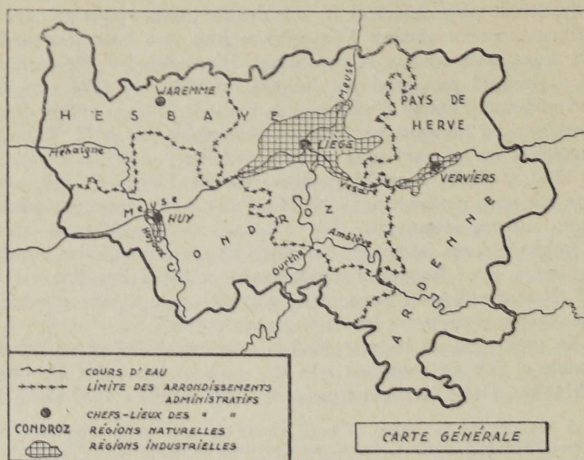 WAREMME
HESBAYE
Meuse
PAYS DE
HERVE
Méhaigne
LIÈGE
VERVIERS
Vesdre
Meuse
HUY
Hoyoux
CONDROZ
Amblève
Ourthe
ARDENNE
COURS D'EAU
LIMITE DES ARRONDISSEMENTS
ADMINISTRATIFS
CHEFS-LIEUX DES " "
CONDROZ RÉGIONS NATURELLES
RÉGIONS INDUSTRIELLES
CARTE GÉNÉRALE